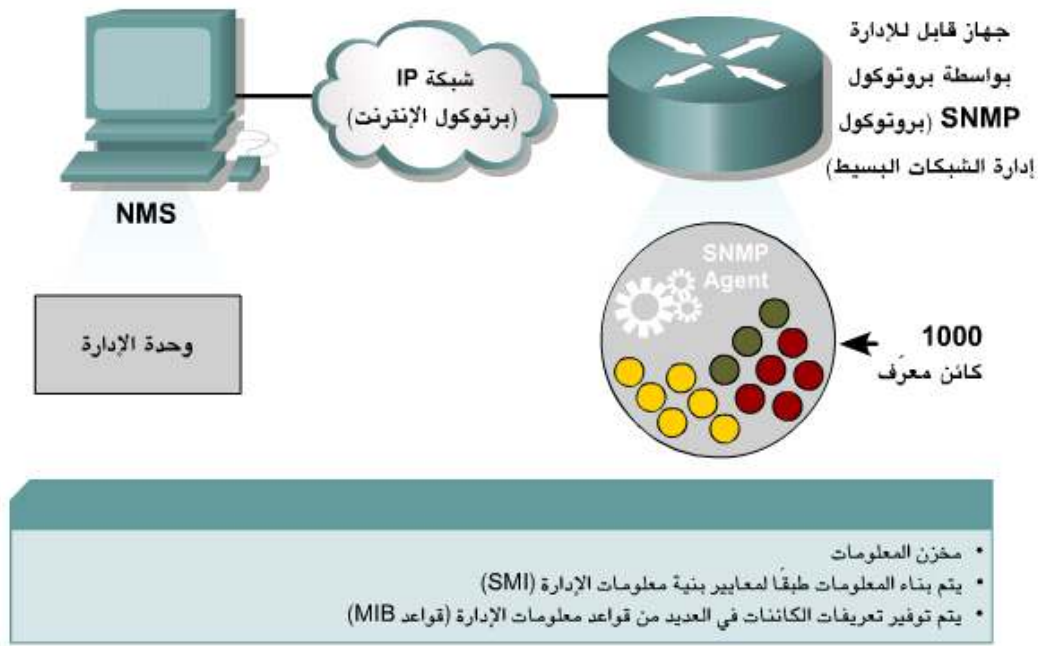 جهاز قابل للإدارة
بواسطة بروتوكول
SNMP (بروتوكول
إدارة الشبكات البسيط)
شبكة IP
(برتوكول الإنترنت)
NMS
وحدة الإدارة
SNMP
Agent
1000
كائن معرّف
• مخزن المعلومات
• يتم بناء المعلومات طبقًا لمعايير بنية معلومات الإدارة (SMI)
• يتم توفير تعريفات الكائنات في العديد من قواعد معلومات الإدارة (قواعد MIB)